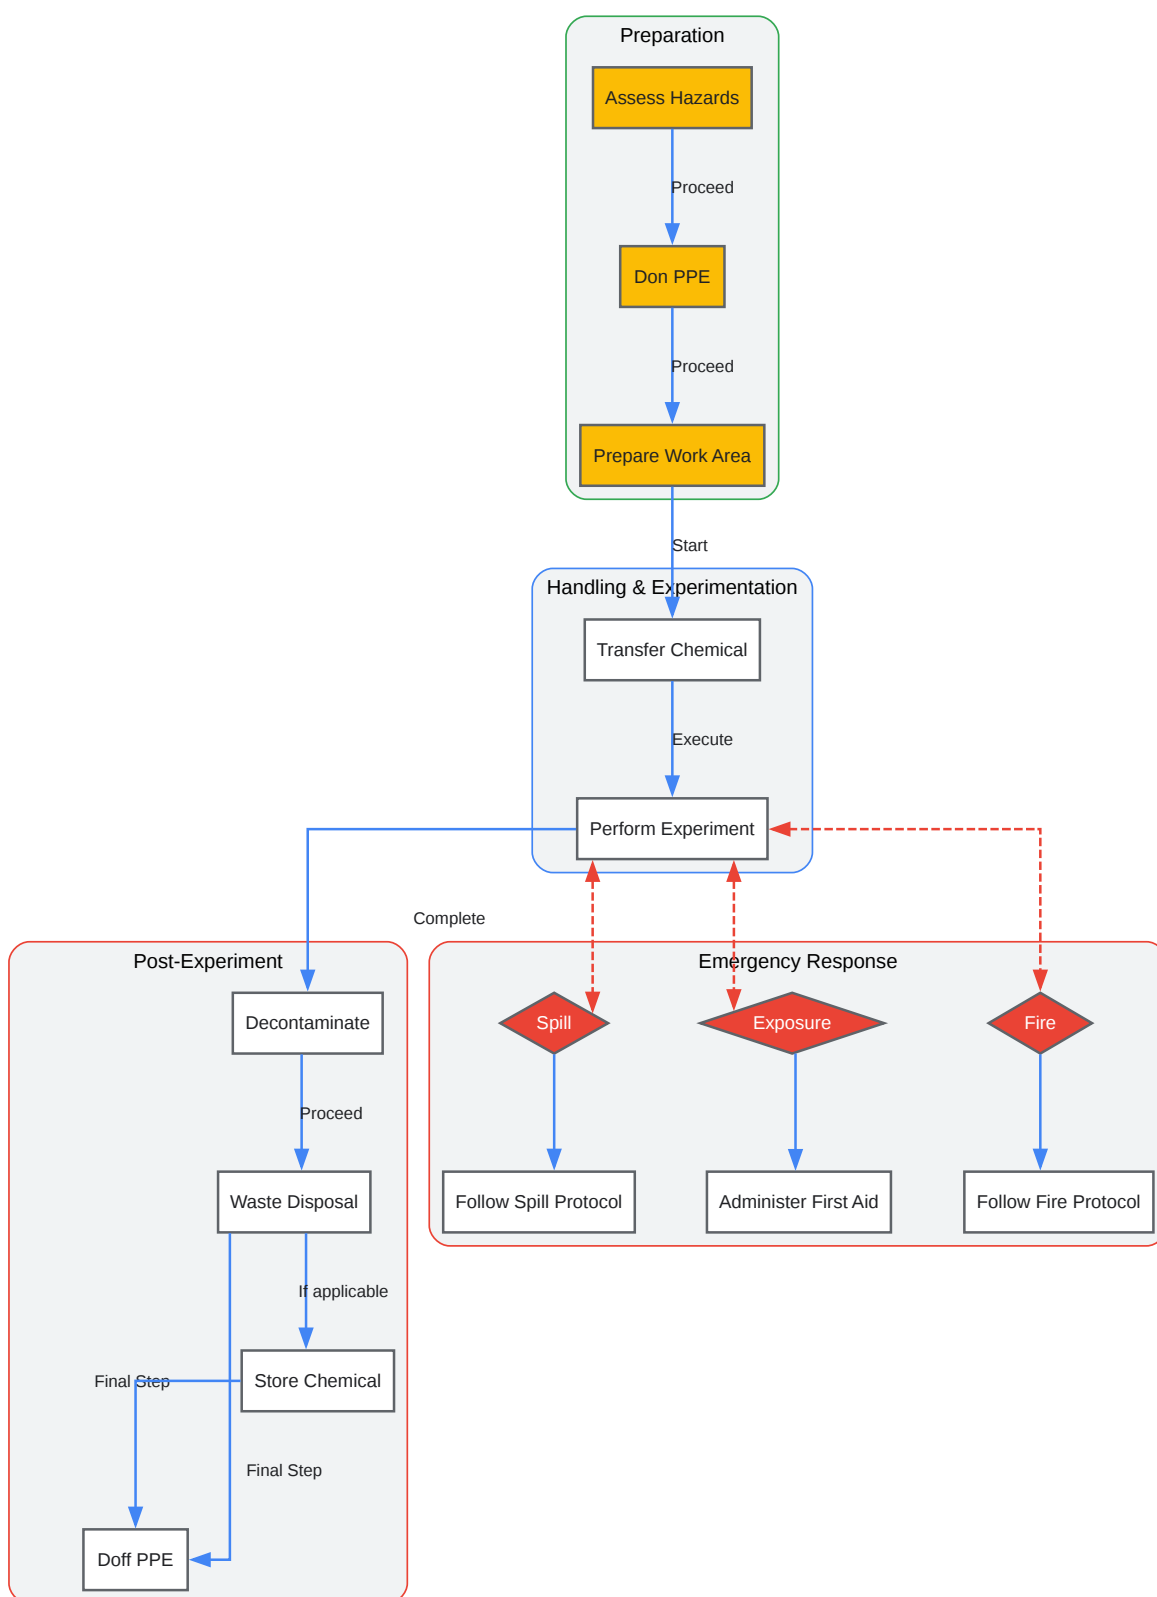 Preparation
Assess Hazards
Proceed
Don PPE
Proceed
Prepare Work Area
Start
Handling & Experimentation
Transfer Chemical
Execute
Perform Experiment
Complete
Post-Experiment
Decontaminate
Proceed
Waste Disposal
If applicable
Store Chemical
Final Step
Final Step
Doff PPE
Emergency Response
Spill
Exposure
Fire
Follow Spill Protocol
Administer First Aid
Follow Fire Protocol